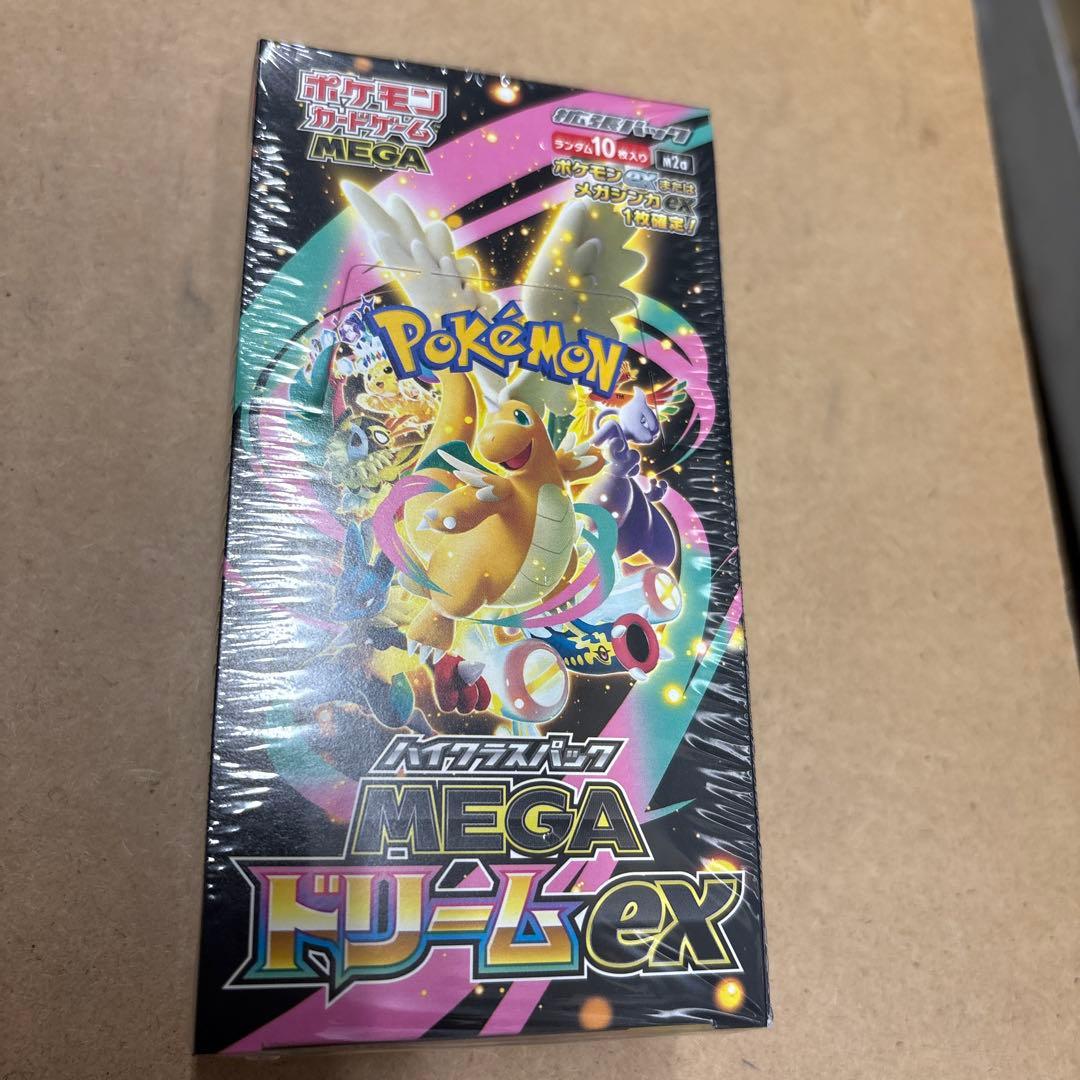 ポケモン
カードゲーム
MEGA
拡張パック
ランダム10枚入り
M2a
ポケモンexまたは
メガシンカex
1枚確定！
POKÉMON
TM
ハイクラスパック
MEGA
ドリームex